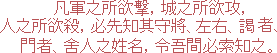 凡軍之所欲擊，城之所欲攻，
人之所欲殺，必先知其守將、左右、謁者、
門者、舍人之姓名，令吾間必索知之。